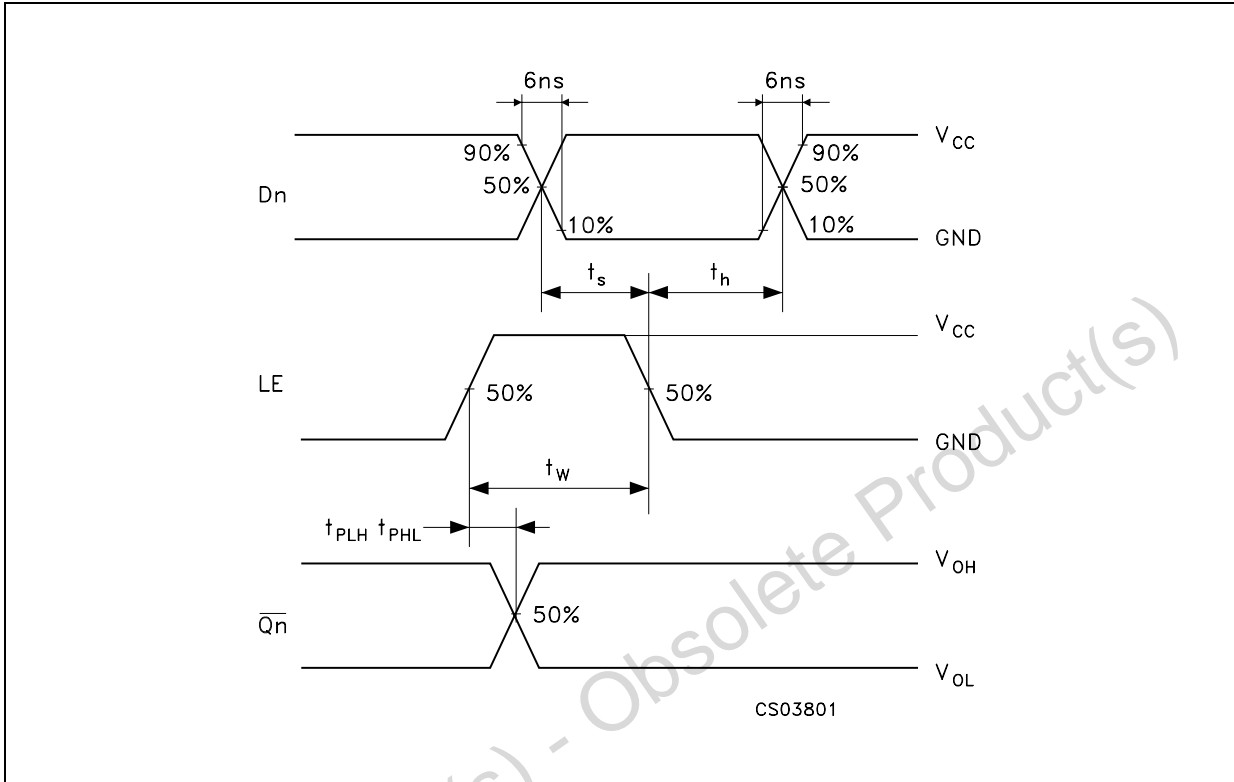 6ns 6ns
V_CC
90% 90%
Dn 50% 50%
10% 10%
GND
t_s t_h
V_CC
LE 50% 50%
GND
t_W
t_PLH t_PHL
V_OH
Q̅n̅ 50%
V_OL
CS03801
(s) - Obsolete Product(s)